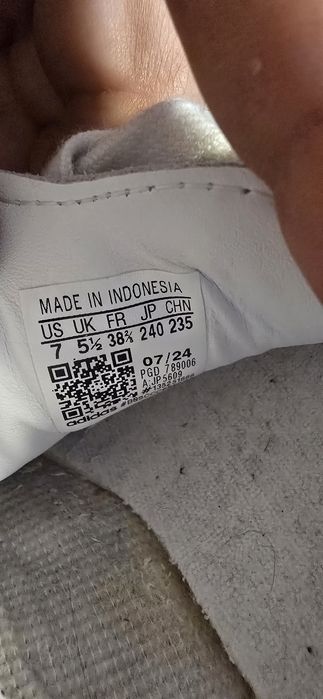 MADE IN INDONESIA
US UK FR JP CHN
7 5½ 38⅔ 240 235
07/24
PGD 789006
A.JP5609
adidas